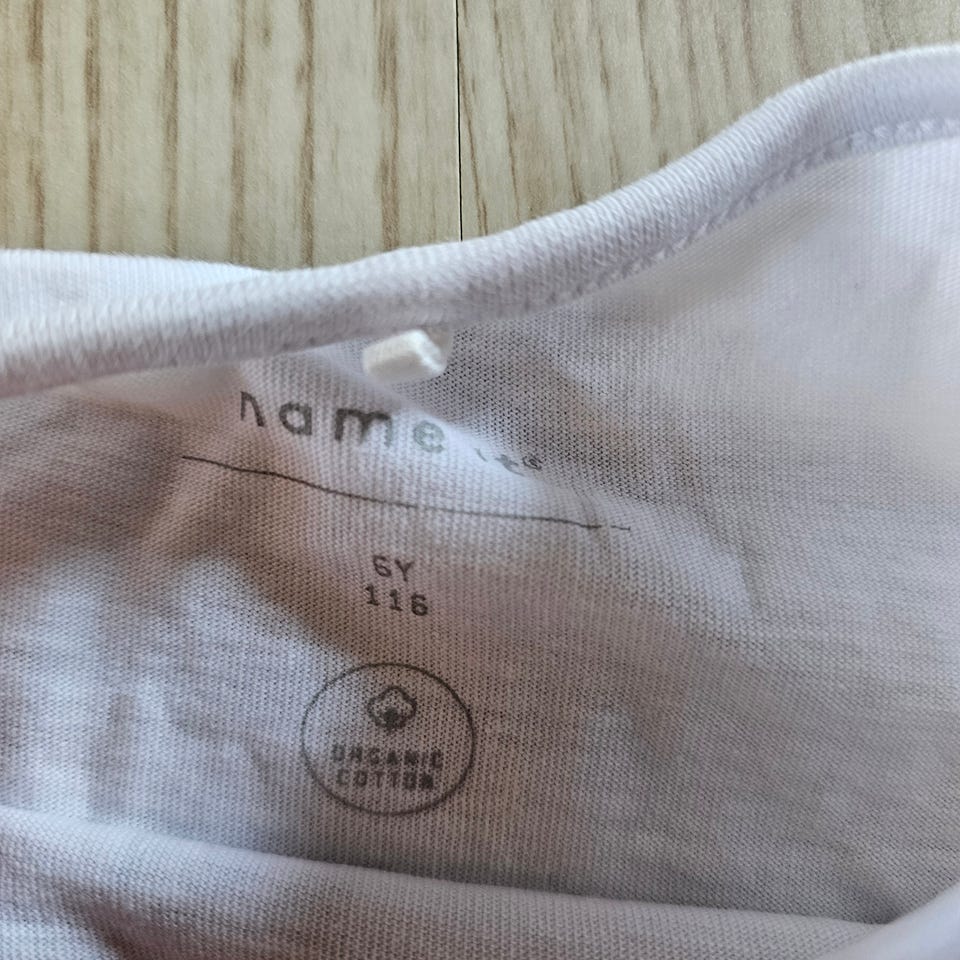 name it®
6Y
116
ORGANIC
COTTON